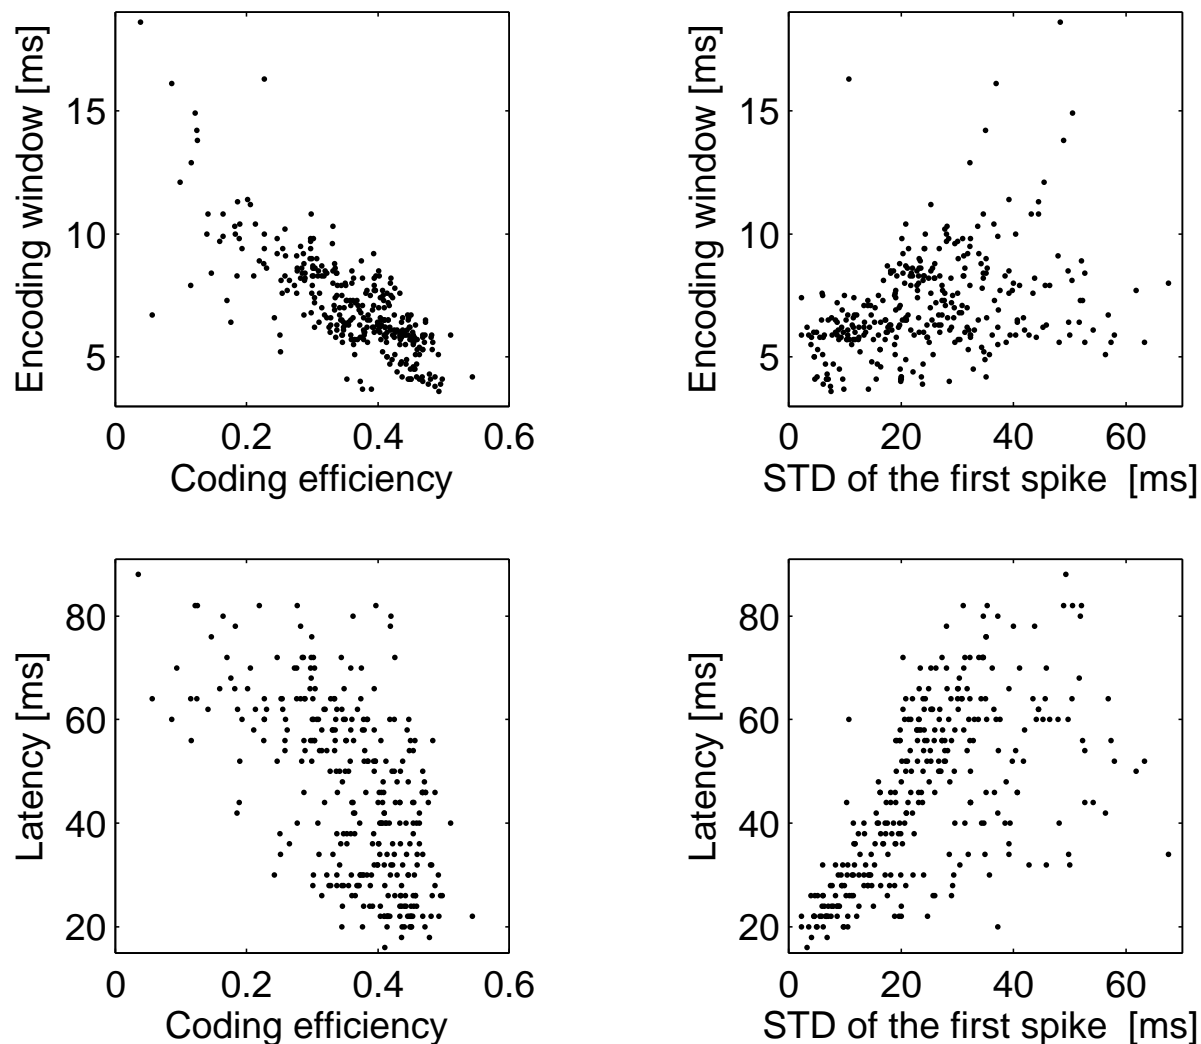 Encoding window [ms]
15
10
5
0 0.2 0.4 0.6
Coding efficiency
Encoding window [ms]
15
10
5
0 20 40 60
STD of the first spike [ms]
Latency [ms]
80
60
40
20
0 0.2 0.4 0.6
Coding efficiency
Latency [ms]
80
60
40
20
0 20 40 60
STD of the first spike [ms]